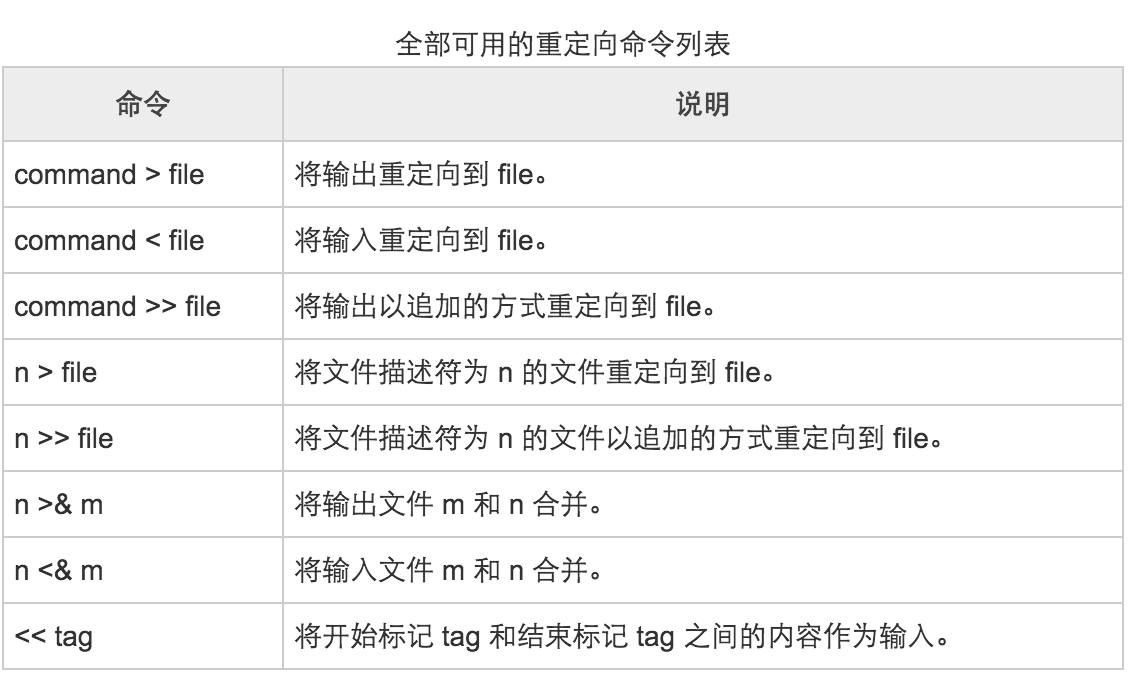 全部可用的重定向命令列表
命令 说明
command > file 将输出重定向到 file。
command < file 将输入重定向到 file。
command >> file 将输出以追加的方式重定向到 file。
n > file 将文件描述符为 n 的文件重定向到 file。
n >> file 将文件描述符为 n 的文件以追加的方式重定向到 file。
n >& m 将输出文件 m 和 n 合并。
n <& m 将输入文件 m 和 n 合并。
<< tag 将开始标记 tag 和结束标记 tag 之间的内容作为输入。